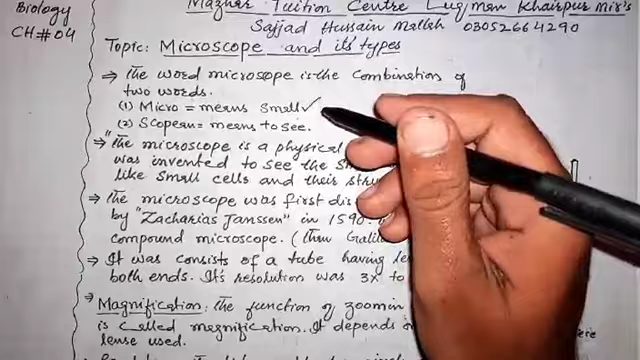 Biology
CH#04
Mazhar Tuition Centre Luqman Khairpur Mir's
Sajjad Hussain Mallah 03052664290
Topic: Microscope and it's types
⇒ The word microscope is the combination of
two words.
(1) Micro = means small ✓
(2) Scopean = means to see.
⇒ "The microscope is a physical
was invented to see the
like small cells and their
⇒ The microscope was first
by "Zacharias Janssen" in 1590.
compound microscope. (then
⇒ It was consists of a tube having
both ends. It's resolution was 3x to
⇒ Magnification: The function of zoomin
is called magnification. It depends
lense used.